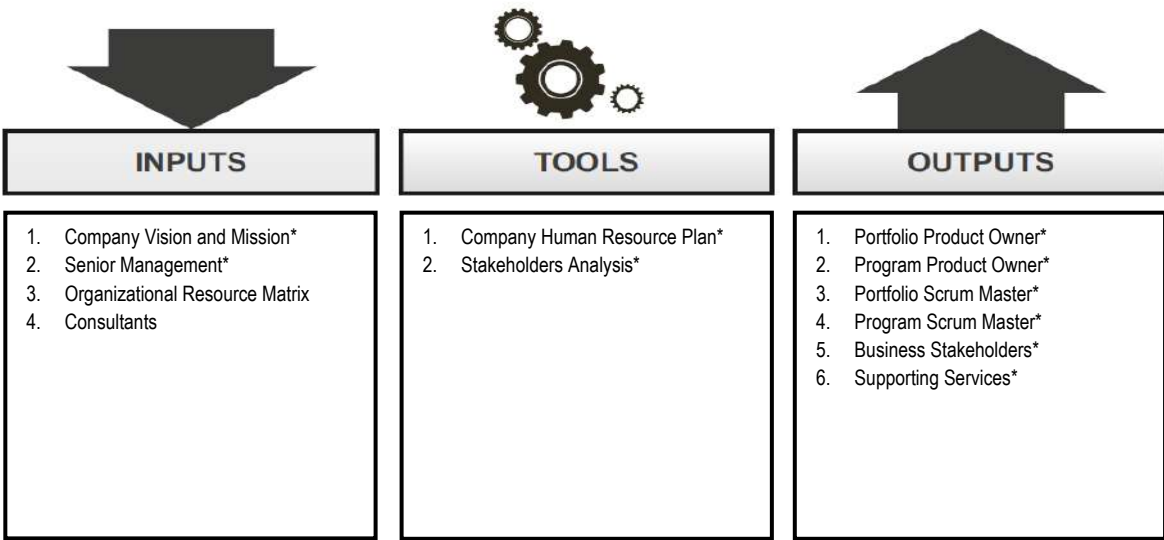 INPUTS
1. Company Vision and Mission*
2. Senior Management*
3. Organizational Resource Matrix
4. Consultants
TOOLS
1. Company Human Resource Plan*
2. Stakeholders Analysis*
OUTPUTS
1. Portfolio Product Owner*
2. Program Product Owner*
3. Portfolio Scrum Master*
4. Program Scrum Master*
5. Business Stakeholders*
6. Supporting Services*